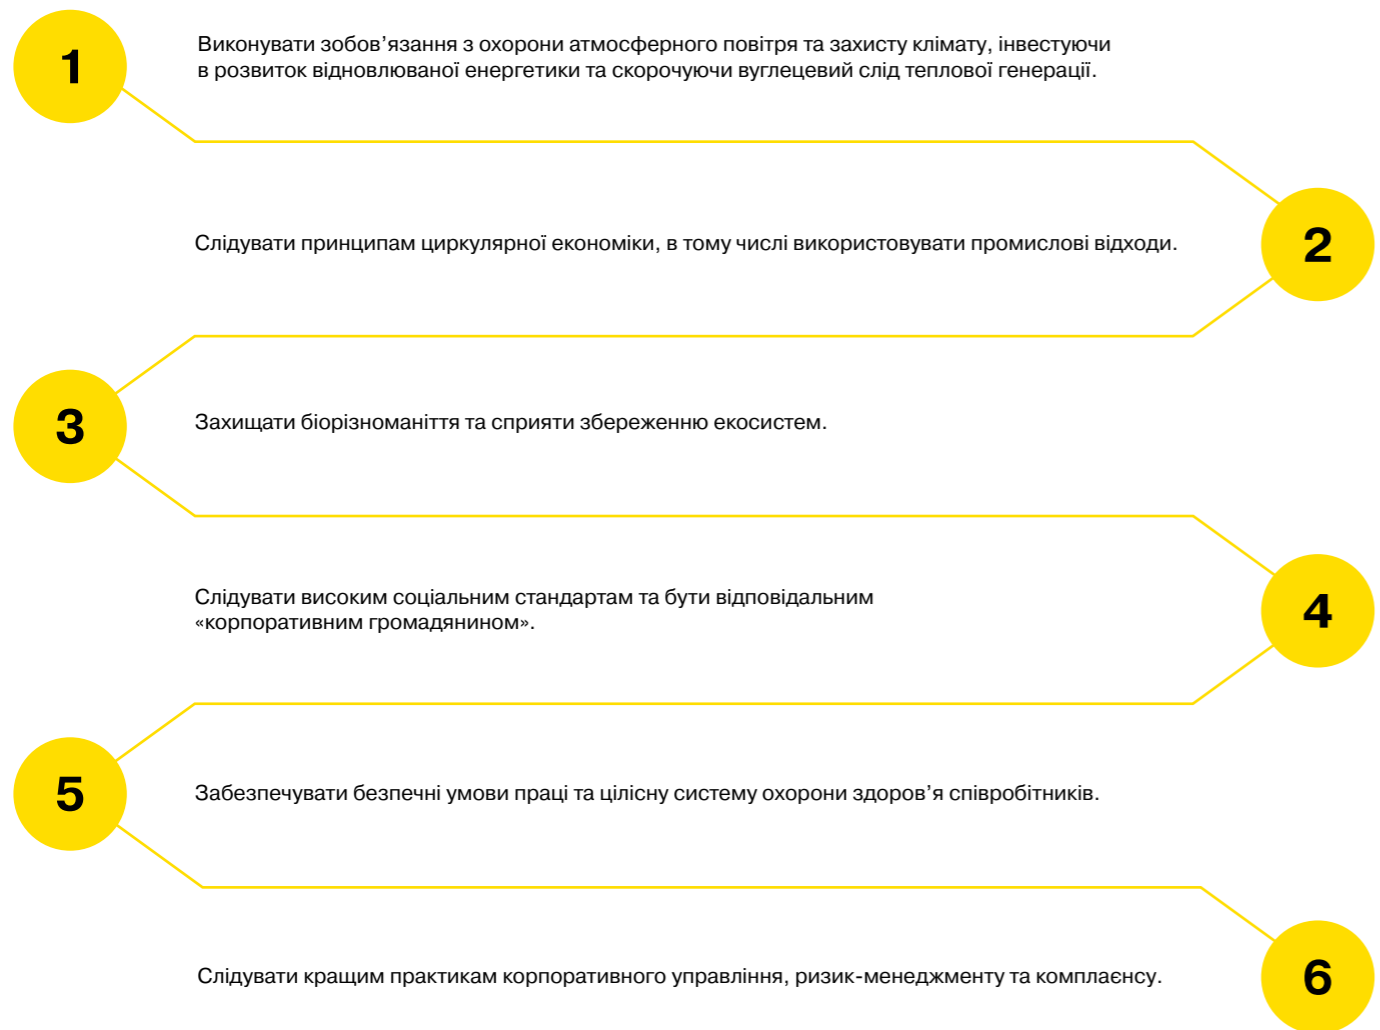 1
Виконувати зобов’язання з охорони атмосферного повітря та захисту клімату, інвестуючи
в розвиток відновлюваної енергетики та скорочуючи вуглецевий слід теплової генерації.
Слідувати принципам циркулярної економіки, в тому числі використовувати промислові відходи.
2
3
Захищати біорізноманіття та сприяти збереженню екосистем.
Слідувати високим соціальним стандартам та бути відповідальним
«корпоративним громадянином».
4
5
Забезпечувати безпечні умови праці та цілісну систему охорони здоров’я співробітників.
Слідувати кращим практикам корпоративного управління, ризик-менеджменту та комплаєнсу.
6